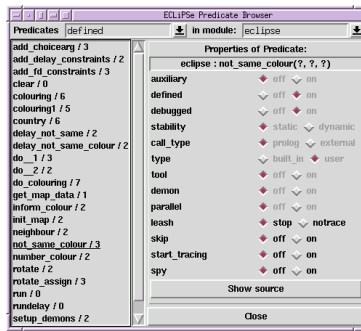 ECLiPSe Predicate Browser
Predicates defined in module: eclipse
add_choicearg / 3
add_delay_constraints / 2
add_fd_constraints / 3
clear / 0
colouring / 6
colouring1 / 5
country / 6
delay_not_same / 2
delay_not_same_colour / 2
do__1 / 3
do__2 / 2
do_colouring / 7
get_map_data / 1
inform_colour / 2
init_map / 2
neighbour / 2
not_same_colour / 3
number_colour / 2
rotate / 2
rotate_assign / 3
run / 0
rundelay / 0
setup_demons / 2
Properties of Predicate:
eclipse : not_same_colour(?, ?, ?)
auxiliary off on
defined off on
debugged off on
stability static dynamic
call_type prolog external
type built_in user
tool off on
demon off on
parallel off on
leash stop notrace
skip off on
start_tracing off on
spy off on
Show source
Close